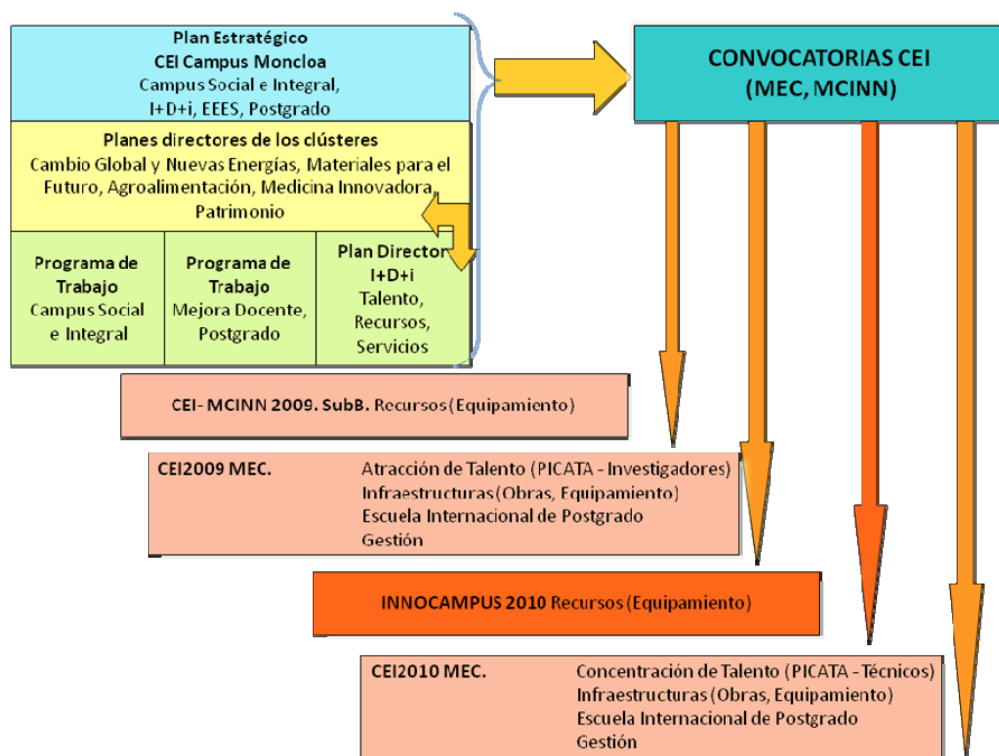 Plan Estratégico
CEI Campus Moncloa
Campus Social e Integral,
I+D+i, EEES, Postgrado
CONVOCATORIAS CEI
(MEC, MCINN)
Planes directores de los clústeres
Cambio Global y Nuevas Energías, Materiales para el
Futuro, Agroalimentación, Medicina Innovadora,
Patrimonio
Programa de
Trabajo
Campus Social
e Integral
Programa de
Trabajo
Mejora Docente,
Postgrado
Plan Director
I+D+i
Talento,
Recursos,
Servicios
CEI- MCINN 2009. SubB. Recursos (Equipamiento)
CEI2009 MEC. Atracción de Talento (PICATA - Investigadores)
Infraestructuras (Obras, Equipamiento)
Escuela Internacional de Postgrado
Gestión
INNOCAMPUS 2010 Recursos (Equipamiento)
CEI2010 MEC. Concentración de Talento (PICATA - Técnicos)
Infraestructuras (Obras, Equipamiento)
Escuela Internacional de Postgrado
Gestión